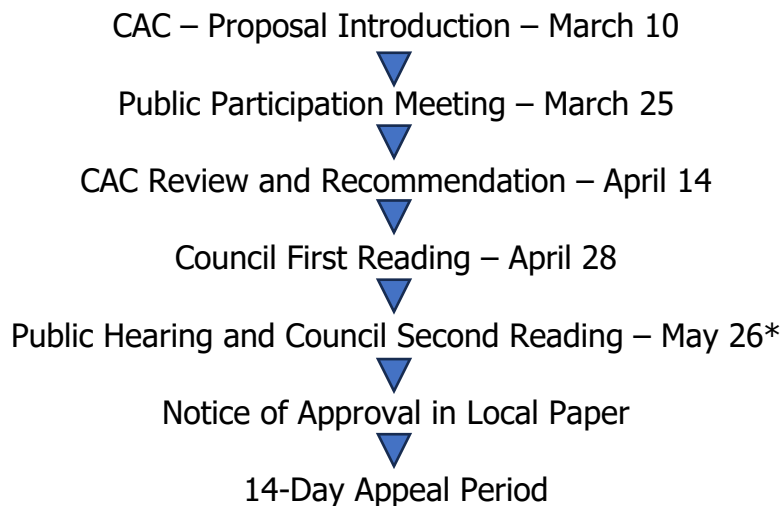 CAC – Proposal Introduction – March 10
Public Participation Meeting – March 25
CAC Review and Recommendation – April 14
Council First Reading – April 28
Public Hearing and Council Second Reading – May 26*
Notice of Approval in Local Paper
14-Day Appeal Period